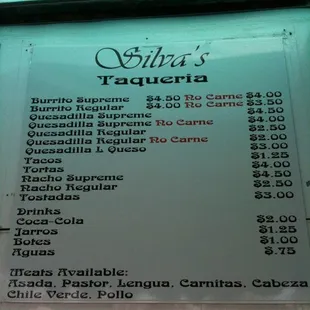 Silva's
Taqueria
Burrito Supreme $4.50 No Carne $4.00
Burrito Regular $4.00 No Carne $3.50
Quesadilla Supreme $4.50
Quesadilla Supreme No Carne $4.00
Quesadilla Regular $2.50
Quesadilla Regular No Carne $2.00
Quesadilla L Queso $3.00
Tacos $1.25
Tortas $4.00
Nacho Supreme $4.50
Nacho Regular $2.50
Tostadas $3.00
Drinks
Coca-Cola $2.00
Jarros $1.25
Botes $1.00
Aguas $.75
Meats Available:
Asada, Pastor, Lengua, Carnitas, Cabeza
Chile Verde, Pollo